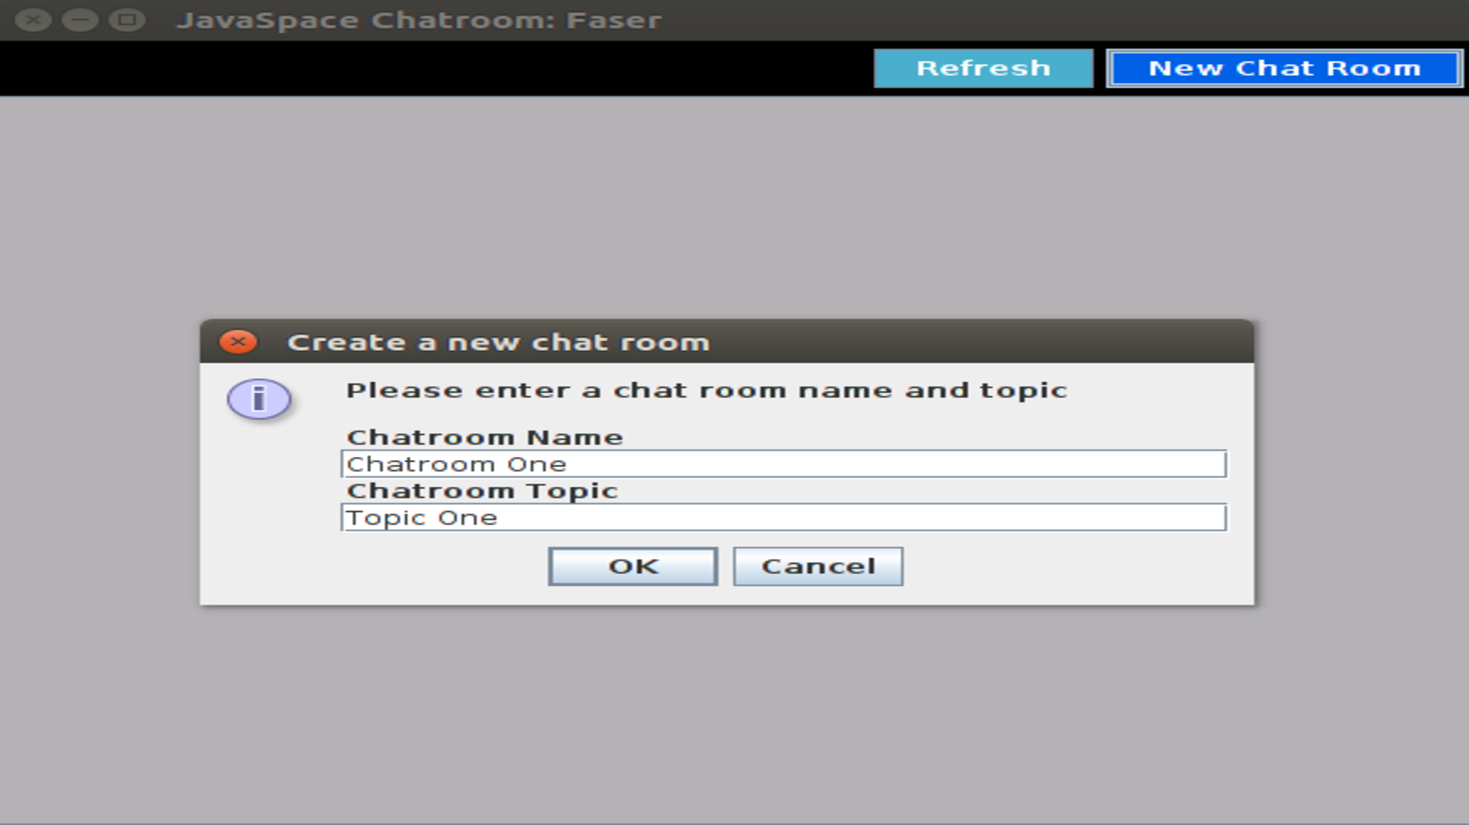 JavaSpace Chatroom: Faser
Refresh New Chat Room
Create a new chat room
i
Please enter a chat room name and topic
Chatroom Name
Chatroom One
Chatroom Topic
Topic One
OK Cancel